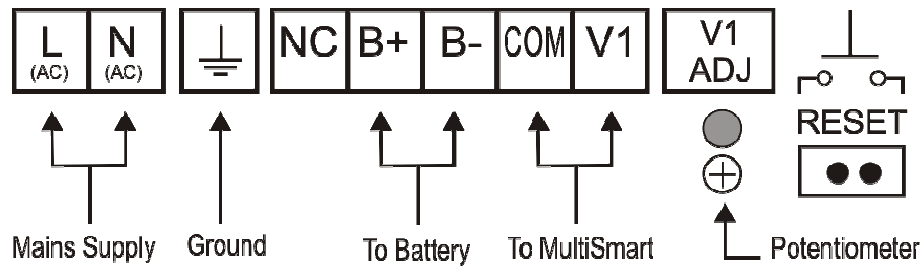 L N NC B+ B- COM V1 V1
(AC) (AC) ADJ
RESET
Mains Supply Ground To Battery To MultiSmart Potentiometer